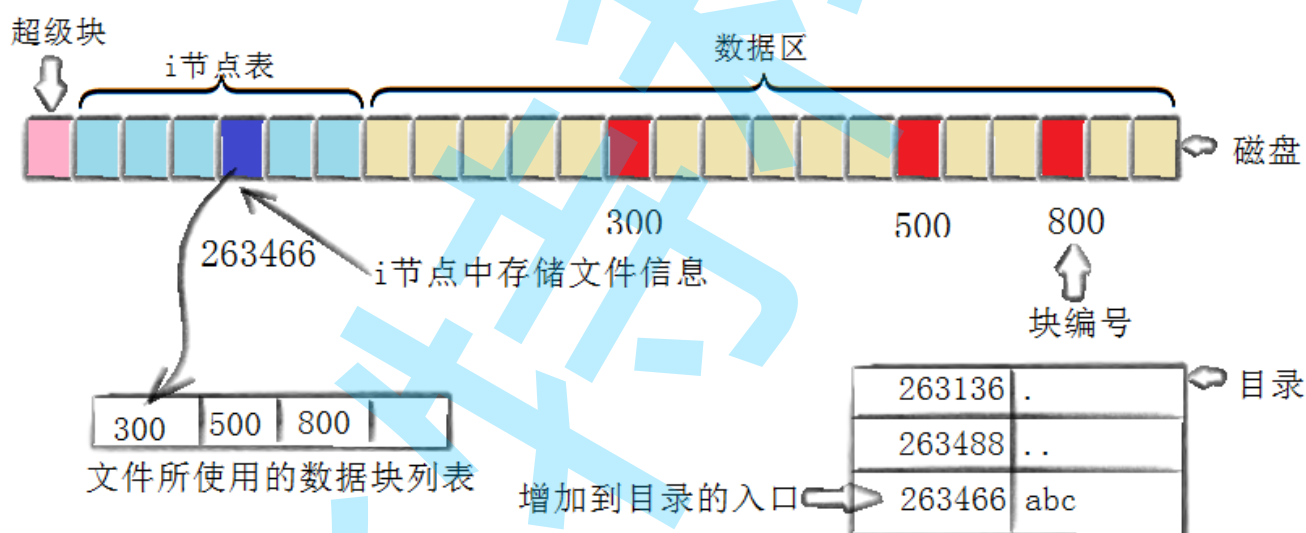 超级块
i节点表
数据区
磁盘
300
500
800
263466
i节点中存储文件信息
块编号
300 500 800
文件所使用的数据块列表
目录
263136 .
263488 ..
增加到目录的入口
263466 abc